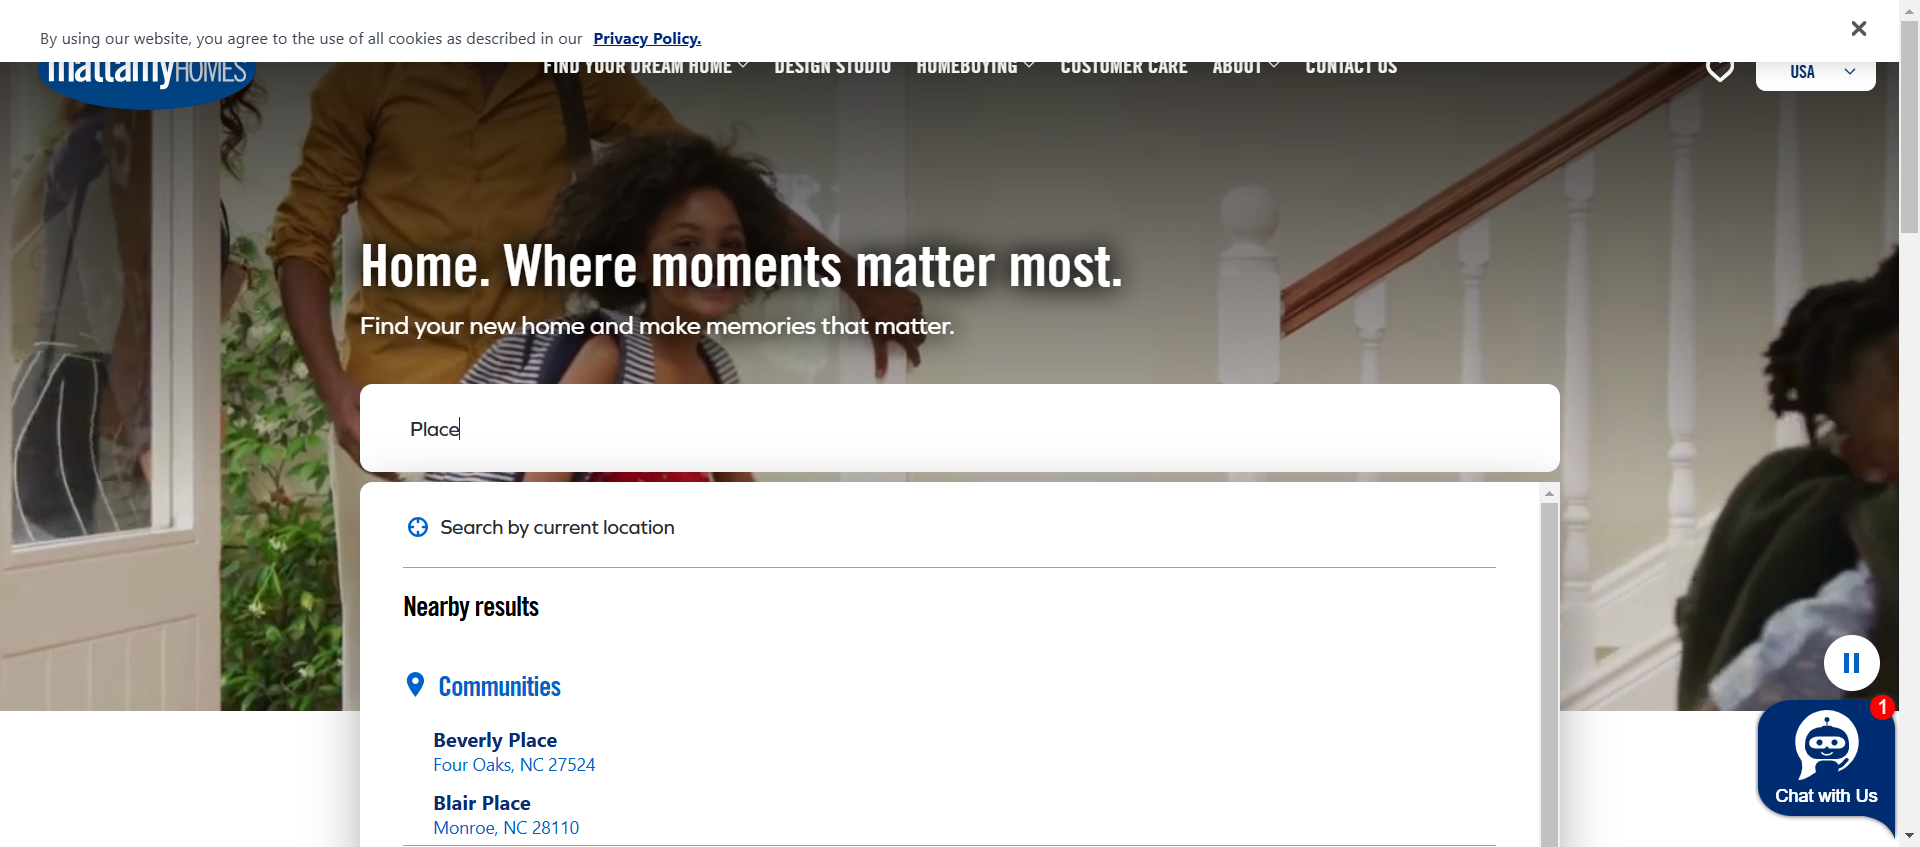 By using our website, you agree to the use of all cookies as described in our Privacy Policy.
mattamyHOMES
FIND YOUR DREAM HOME
DESIGN STUDIO
HOMEBUYING
CUSTOMER CARE
ABOUT
CONTACT US
USA
Home. Where moments matter most.
Find your new home and make memories that matter.
Place
Search by current location
Nearby results
Communities
Beverly Place
Four Oaks, NC 27524
Blair Place
Monroe, NC 28110
1
Chat with Us